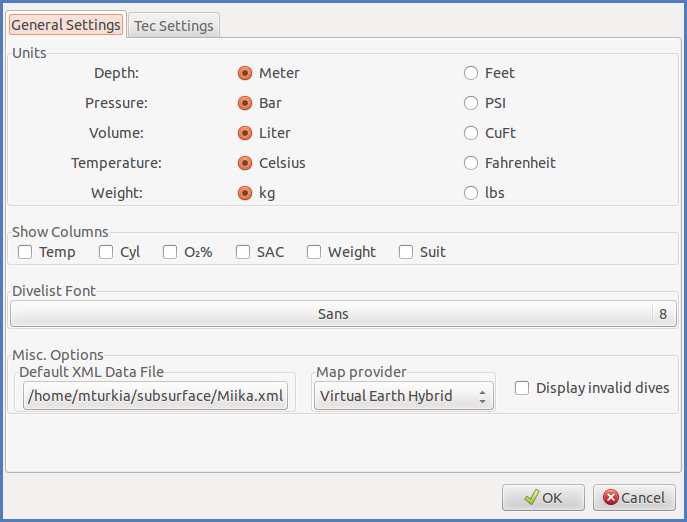 General Settings Tec Settings
Units
Depth: Meter Feet
Pressure: Bar PSI
Volume: Liter CuFt
Temperature: Celsius Fahrenheit
Weight: kg lbs
Show Columns
Temp Cyl O₂% SAC Weight Suit
Divelist Font
Sans 8
Misc. Options
Default XML Data File Map provider
/home/mturkia/subsurface/Miika.xml Virtual Earth Hybrid Display invalid dives
OK Cancel